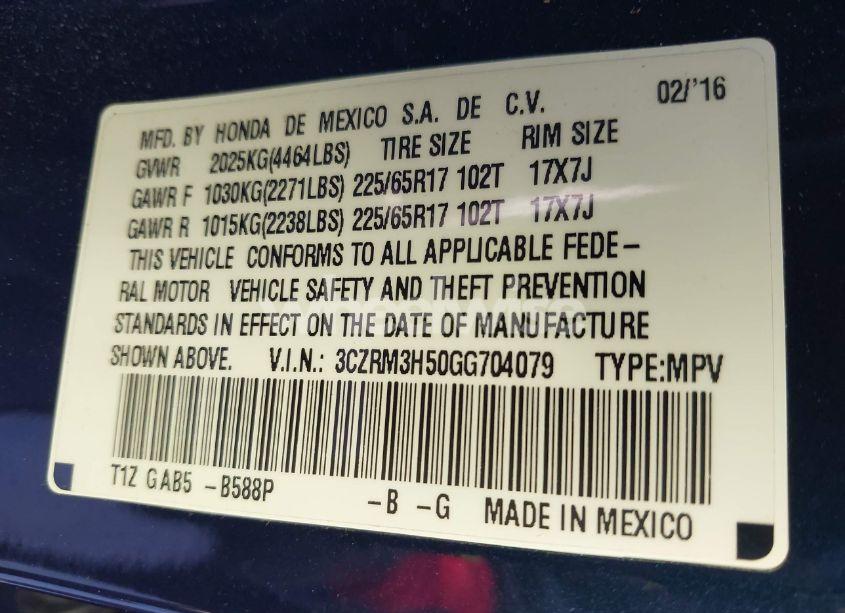 MFD. BY HONDA DE MEXICO S.A. DE C.V. 02/'16
GVWR 2025KG(4464LBS) TIRE SIZE RIM SIZE
GAWR F 1030KG(2271LBS) 225/65R17 102T 17X7J
GAWR R 1015KG(2238LBS) 225/65R17 102T 17X7J
THIS VEHICLE CONFORMS TO ALL APPLICABLE FEDE-
RAL MOTOR VEHICLE SAFETY AND THEFT PREVENTION
STANDARDS IN EFFECT ON THE DATE OF MANUFACTURE
SHOWN ABOVE. V.I.N.: 3CZRM3H50GG704079 TYPE:MPV
T1Z GAB5 -B588P -B -G MADE IN MEXICO